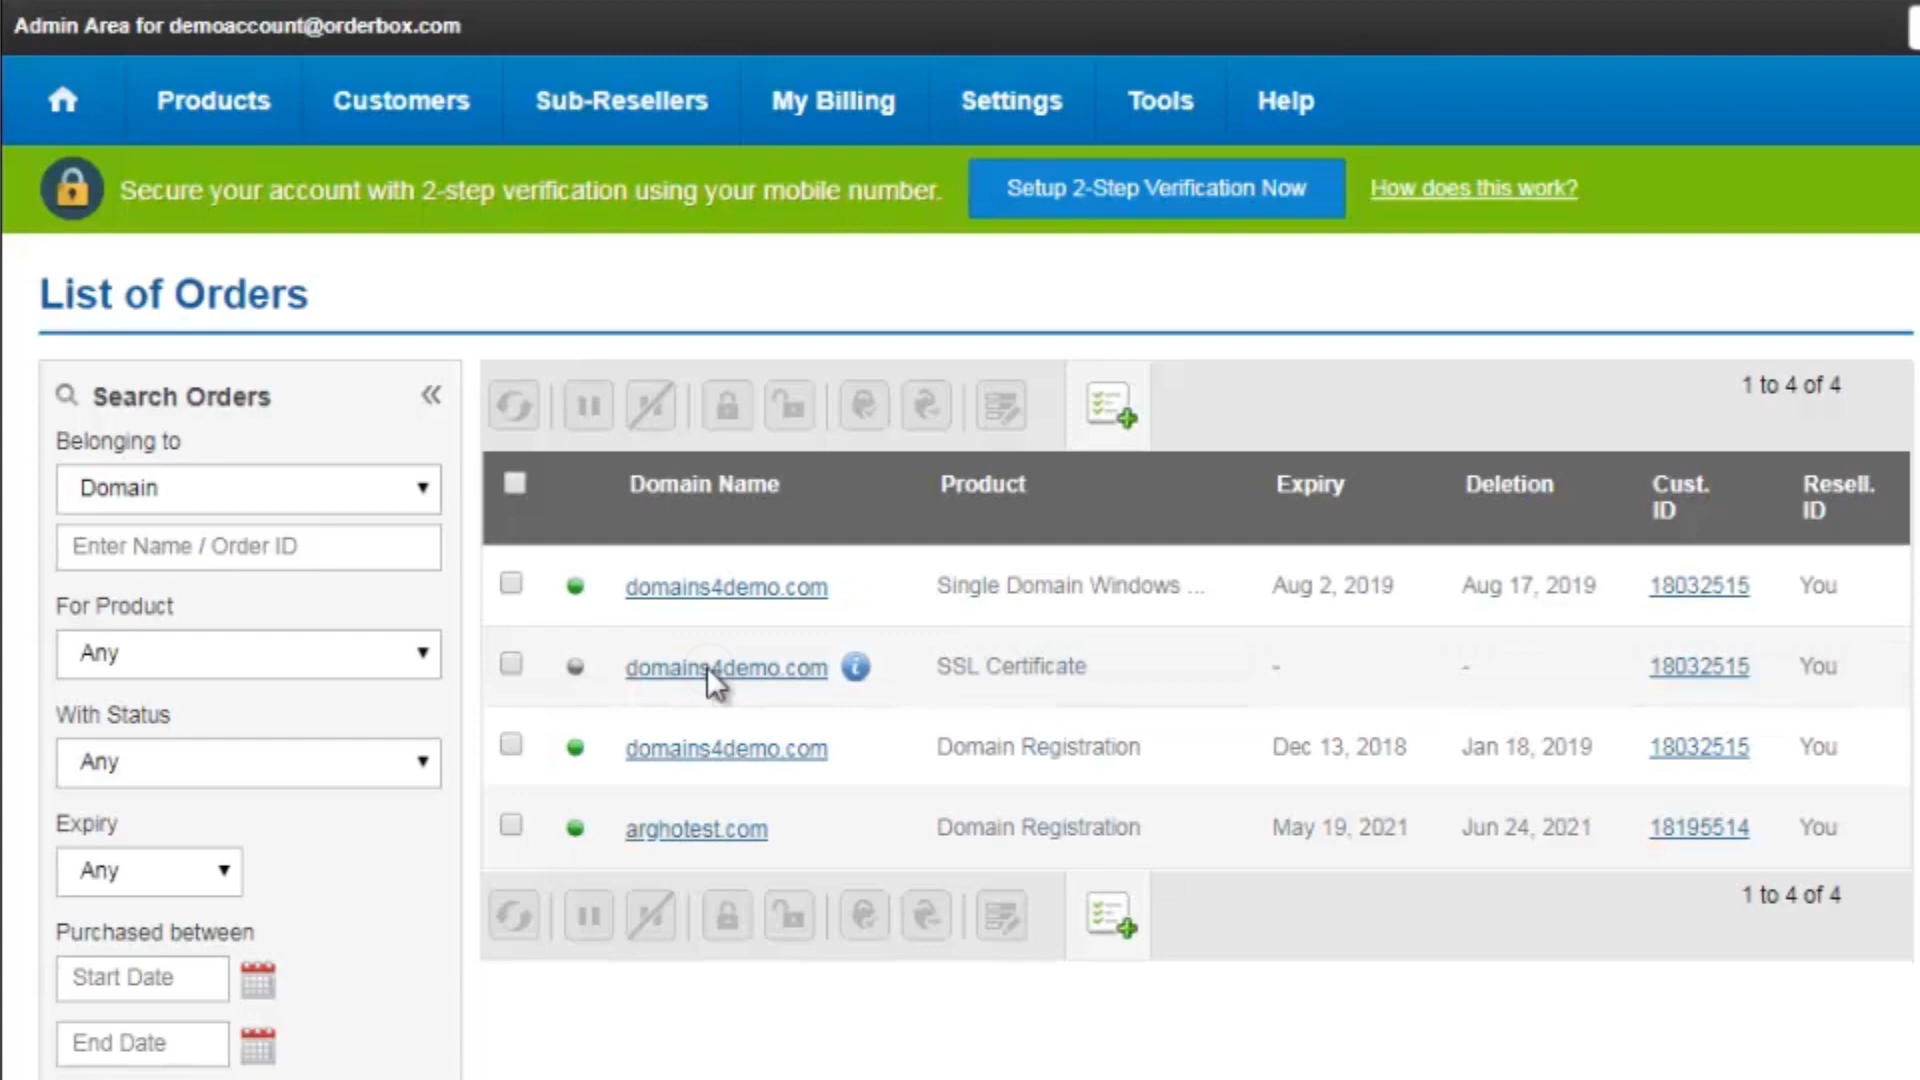 Admin Area for demoaccount@orderbox.com
Products Customers Sub-Resellers My Billing Settings Tools Help
Secure your account with 2-step verification using your mobile number. Setup 2-Step Verification Now How does this work?
List of Orders
Search Orders
Belonging to
Domain
Enter Name / Order ID
For Product
Any
With Status
Any
Expiry
Any
Purchased between
Start Date
End Date
1 to 4 of 4
Domain Name Product Expiry Deletion Cust. ID Resell. ID
domains4demo.com Single Domain Windows ... Aug 2, 2019 Aug 17, 2019 18032515 You
domains4demo.com i SSL Certificate - - 18032515 You
domains4demo.com Domain Registration Dec 13, 2018 Jan 18, 2019 18032515 You
arghotest.com Domain Registration May 19, 2021 Jun 24, 2021 18195514 You
1 to 4 of 4